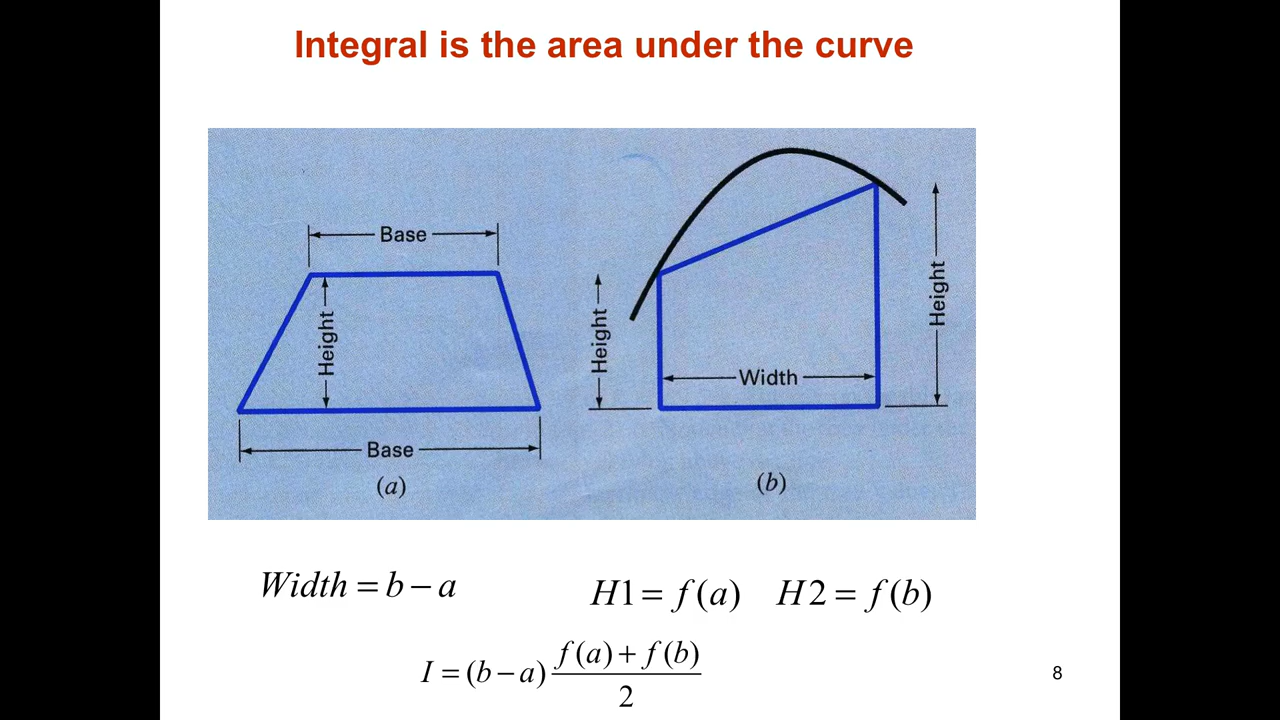 Integral is the area under the curve
Base
Height
Base
(a)
Height
Width
Height
(b)
Width = b − a
H1 = f(a) H2 = f(b)
I = (b − a) f(a) + f(b) / 2
8